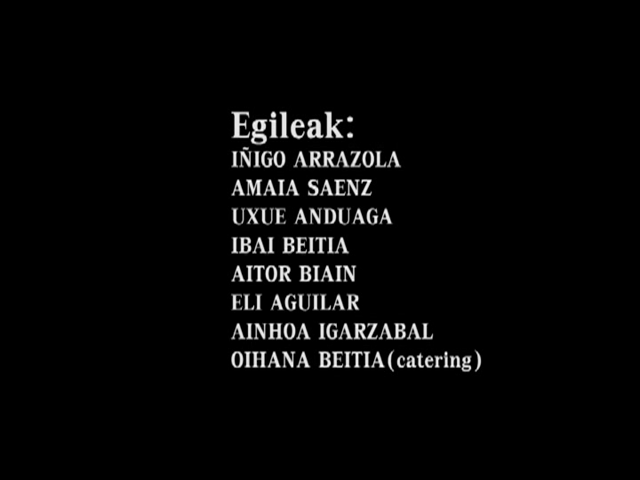 Egileak:
IÑIGO ARRAZOLA
AMAIA SAENZ
UXUE ANDUAGA
IBAI BEITIA
AITOR BIAIN
ELI AGUILAR
AINHOA IGARZABAL
OIHANA BEITIA(catering)